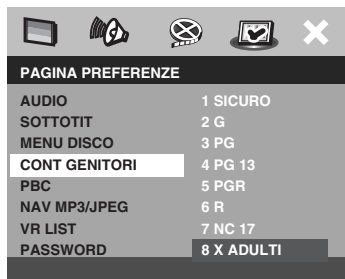 PAGINA PREFERENZE
AUDIO 1 SICURO
SOTTOTIT 2 G
MENU DISCO 3 PG
CONT GENITORI 4 PG 13
PBC 5 PGR
NAV MP3/JPEG 6 R
VR LIST 7 NC 17
PASSWORD 8 X ADULTI